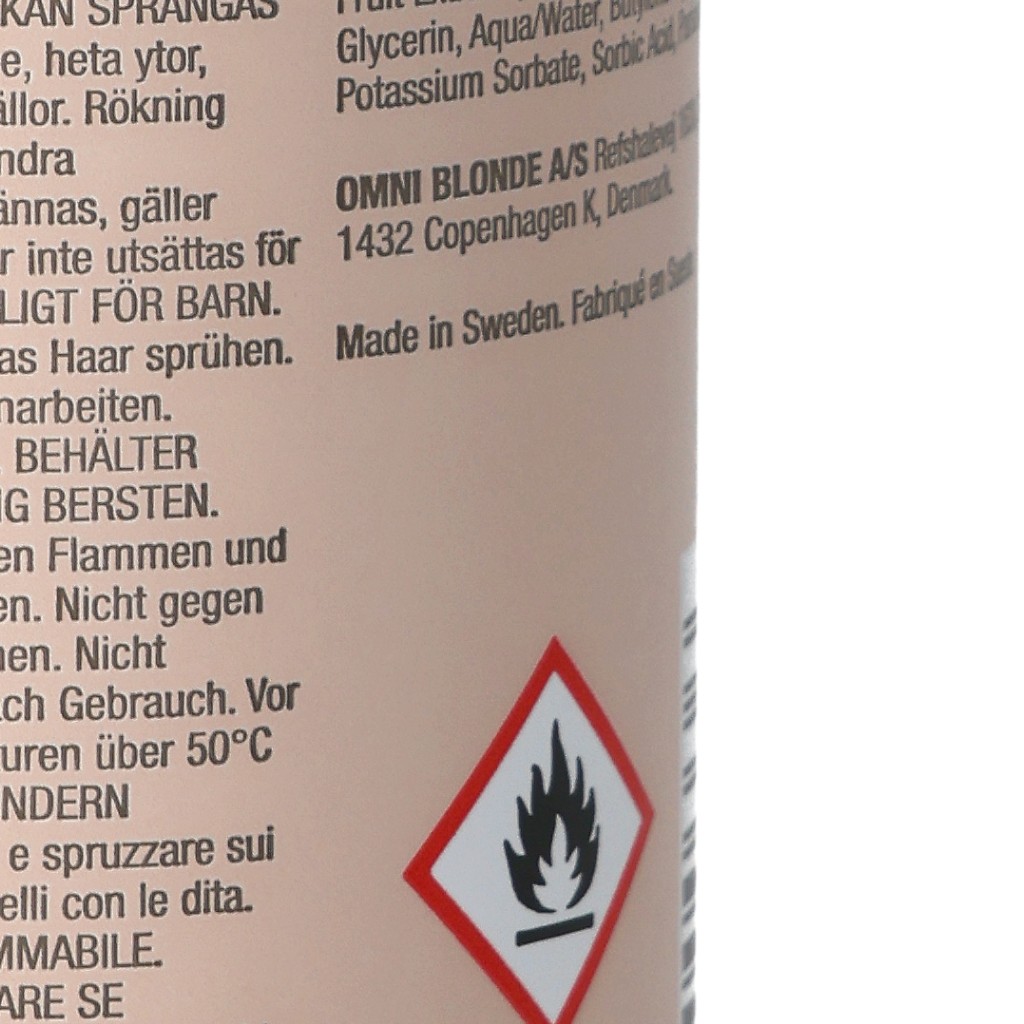 KAN SPRÄNGAS
e, heta ytor,
ällor. Rökning
ndra
ännas, gäller
r inte utsättas för
LIGT FÖR BARN.
as Haar sprühen.
narbeiten.
. BEHÄLTER
NG BERSTEN.
en Flammen und
en. Nicht gegen
nen. Nicht
ch Gebrauch. Vor
uren über 50°C
NDERN
e spruzzare sui
elli con le dita.
MMABILE.
ARE SE
Fruit
Glycerin, Aqua/Water,
Potassium Sorbate, Sorbic Acid,
OMNI BLONDE A/S Refshalevej
1432 Copenhagen K, Denmark.
Made in Sweden. Fabriqué en